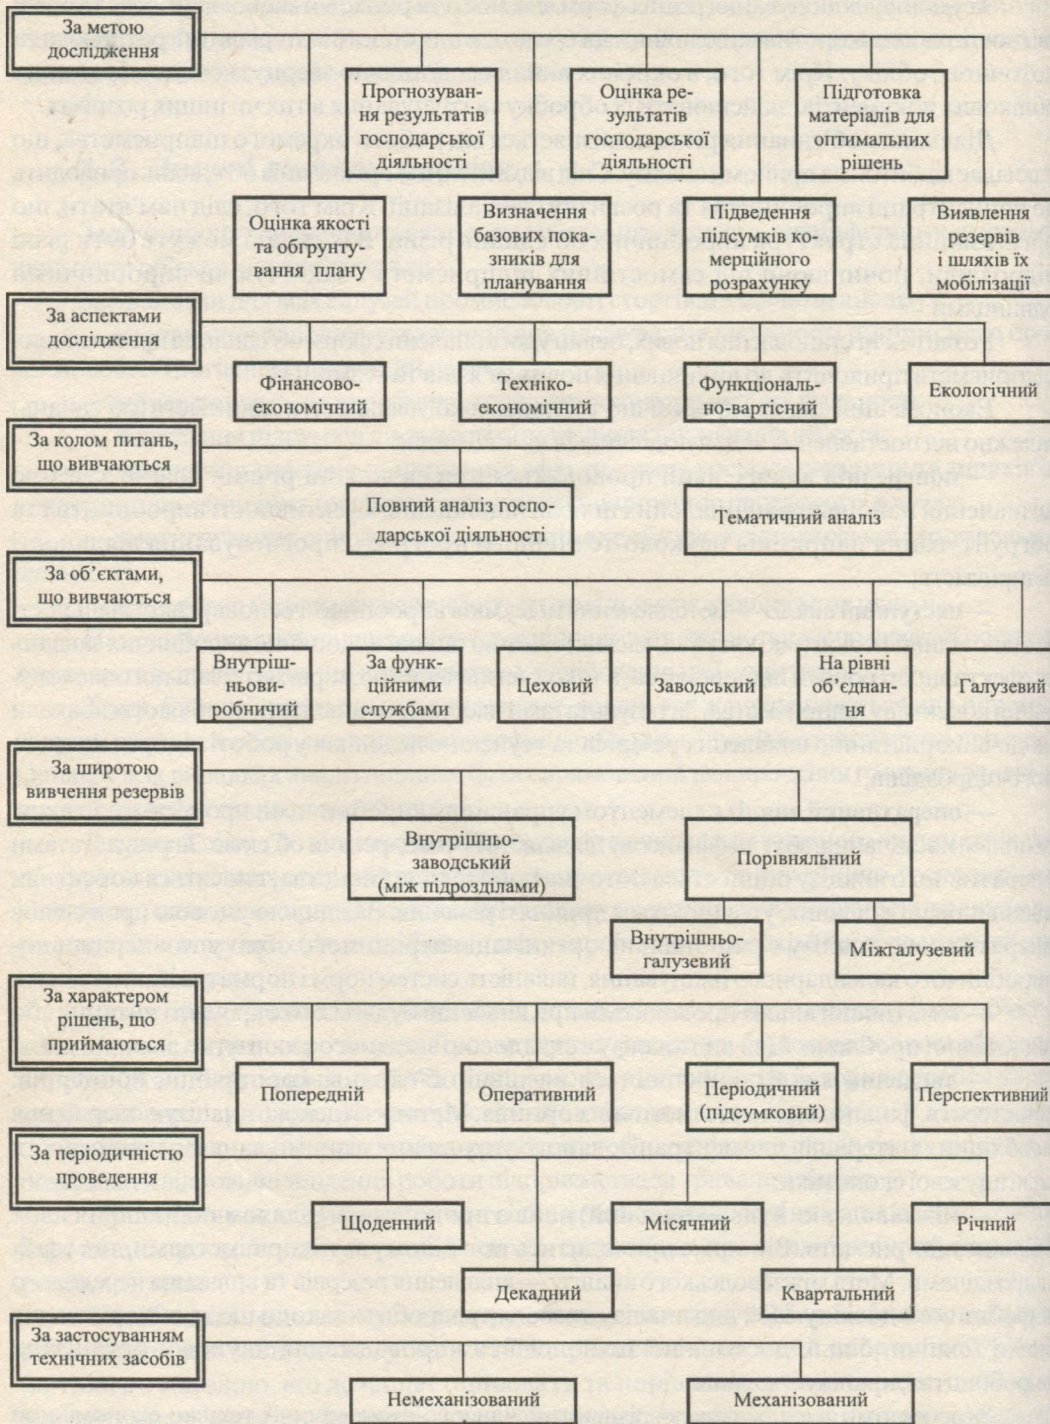 За метою
дослідження
Прогнозуван-
ня результатів
господарської
діяльності
Оцінка ре-
зультатів
господарської
діяльності
Підготовка
матеріалів для
оптимальних
рішень
Оцінка якості
та обґрунту-
вання плану
Визначення
базових пока-
зників для
планування
Підведення
підсумків ко-
мерційного
розрахунку
Виявлення
резервів
і шляхів їх
мобілізації
За аспектами
дослідження
Фінансово-
економічний
Техніко-
економічний
Функціональ-
но-вартісний
Екологічний
За колом питань,
що вивчаються
Повний аналіз госпо-
дарської діяльності
Тематичний аналіз
За об’єктами,
що вивчаються
Внутріш-
ньови-
робничий
За функ-
ційними
службами
Цеховий
Заводський
На рівні
об’єднан-
ня
Галузевий
За широтою
вивчення резервів
Внутрішньо-
заводський
(між підрозділами)
Порівняльний
Внутрішньо-
галузевий
Міжгалузевий
За характером
рішень, що
приймаються
Попередній
Оперативний
Періодичний
(підсумковий)
Перспективний
За періодичністю
проведення
Щоденний
Місячний
Річний
Декадний
Квартальний
За застосуванням
технічних засобів
Немеханізований
Механізований